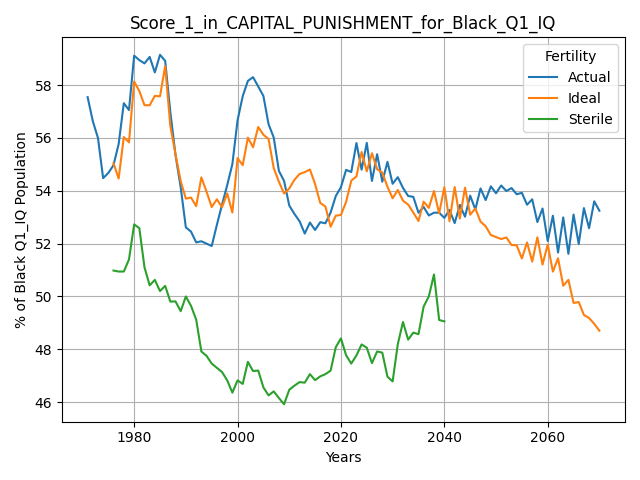 Score_1_in_CAPITAL_PUNISHMENT_for_Black_Q1_IQ
Fertility
Actual
Ideal
Sterile
% of Black Q1_IQ Population
58
56
54
52
50
48
46
1980
2000
2020
2040
2060
Years